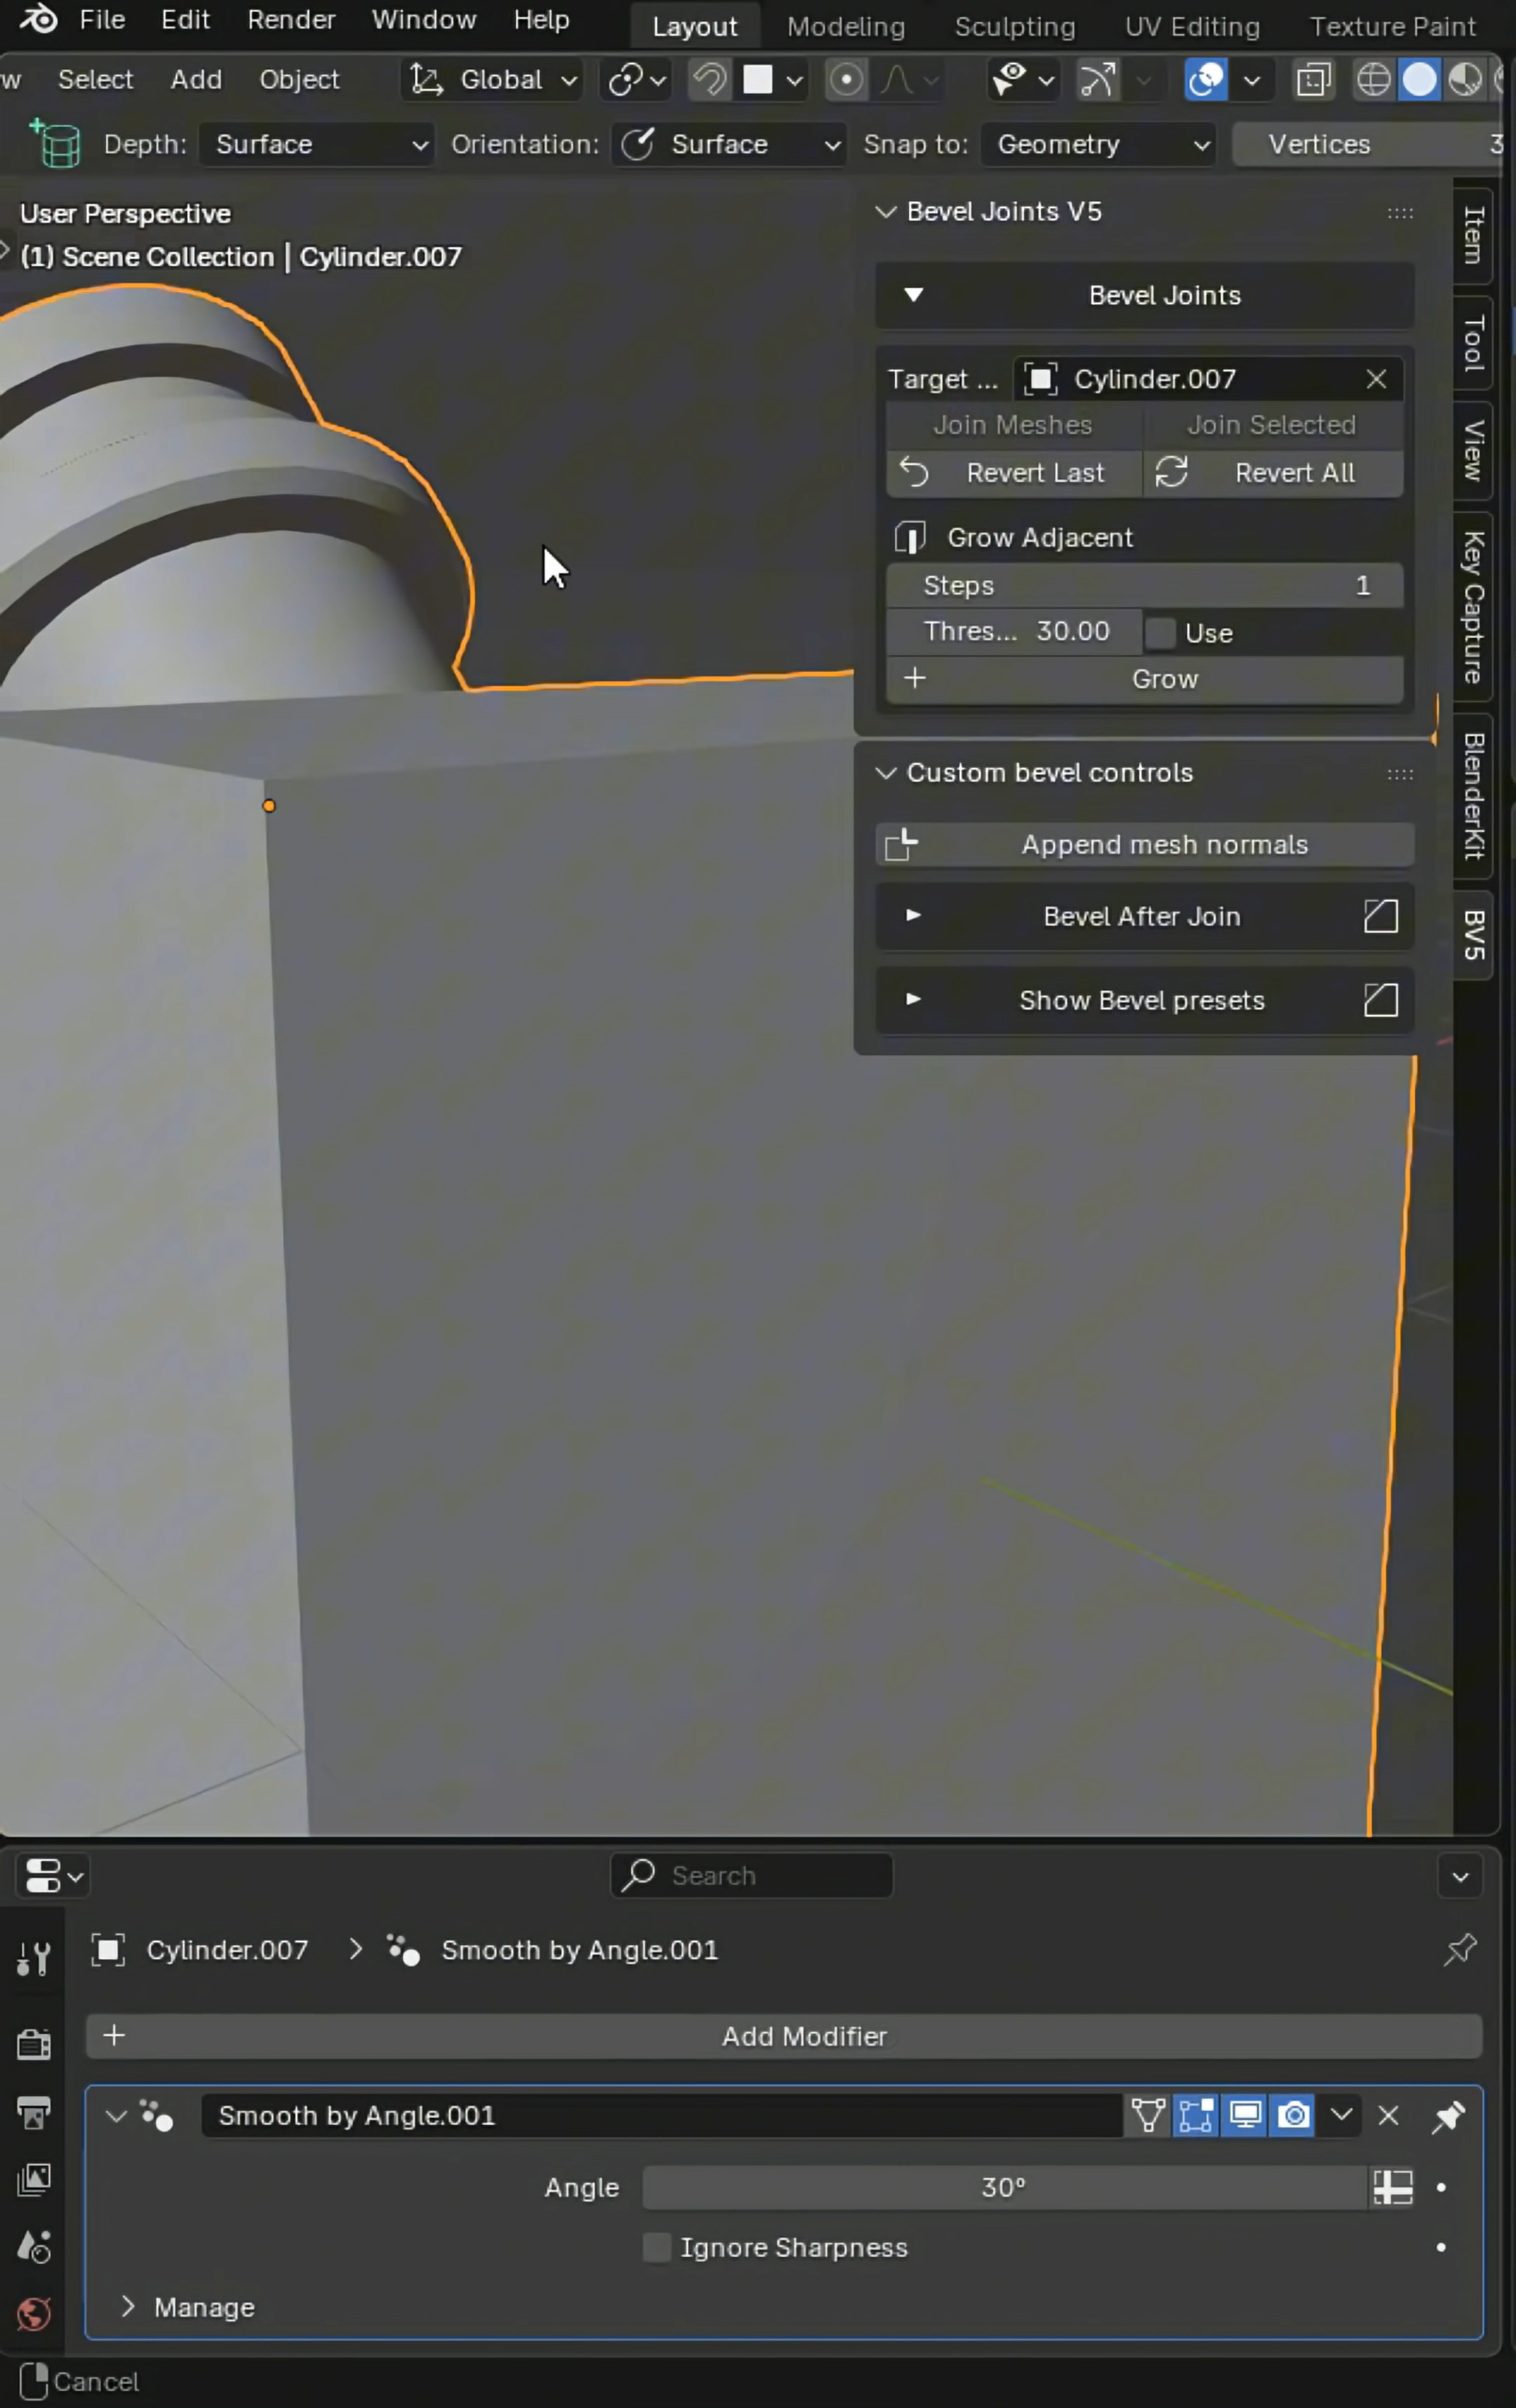 File Edit Render Window Help Layout Modeling Sculpting UV Editing Texture Paint
w Select Add Object Global
Depth: Surface Orientation: Surface Snap to: Geometry Vertices 3
User Perspective
(1) Scene Collection | Cylinder.007
Bevel Joints V5
Bevel Joints
Target ... Cylinder.007
Join Meshes Join Selected
Revert Last Revert All
Grow Adjacent
Steps 1
Thres... 30.00 Use
Grow
Custom bevel controls
Append mesh normals
Bevel After Join
Show Bevel presets
Item
Tool
View
Key Capture
BlenderKit
BV5
Search
Cylinder.007 > Smooth by Angle.001
Add Modifier
Smooth by Angle.001
Angle 30°
Ignore Sharpness
Manage
Cancel